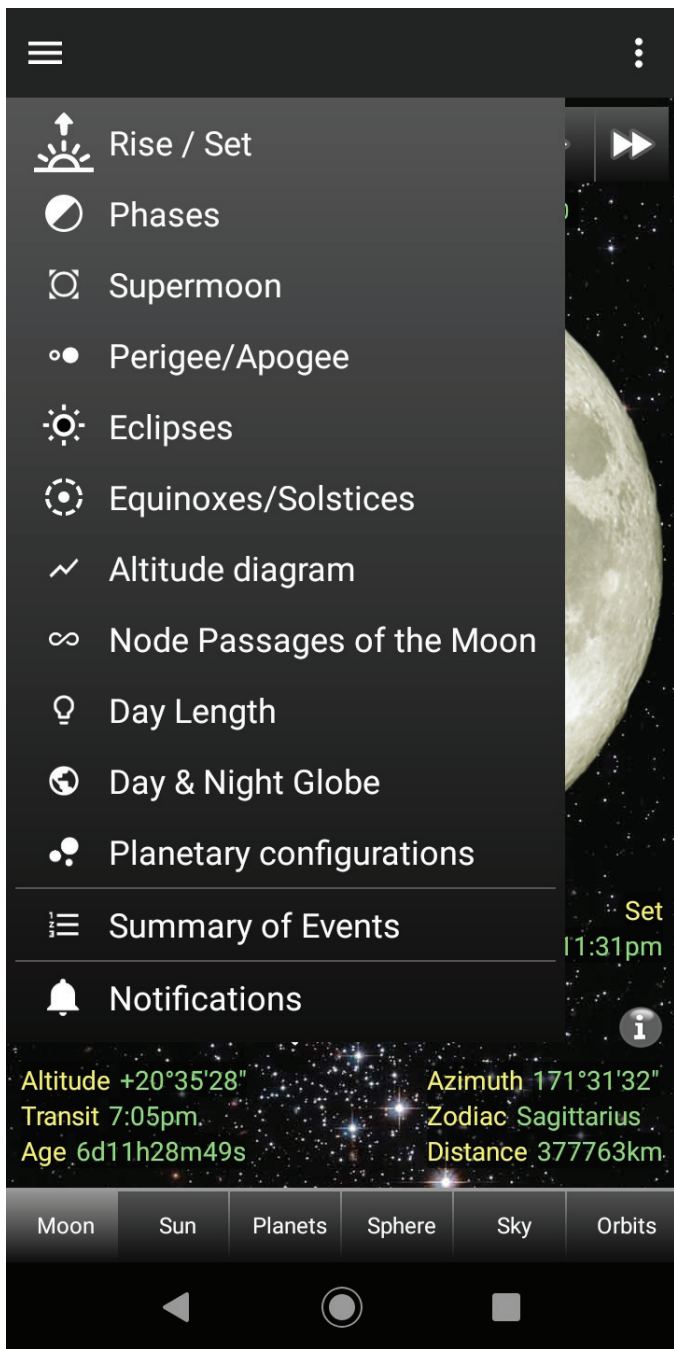 Rise / Set
Phases
Supermoon
Perigee/Apogee
Eclipses
Equinoxes/Solstices
Altitude diagram
Node Passages of the Moon
Day Length
Day & Night Globe
Planetary configurations
Summary of Events
Notifications
Set
11:31pm
Altitude +20°35'28"
Transit 7:05pm
Age 6d11h28m49s
Azimuth 171°31'32"
Zodiac Sagittarius
Distance 377763km
Moon Sun Planets Sphere Sky Orbits